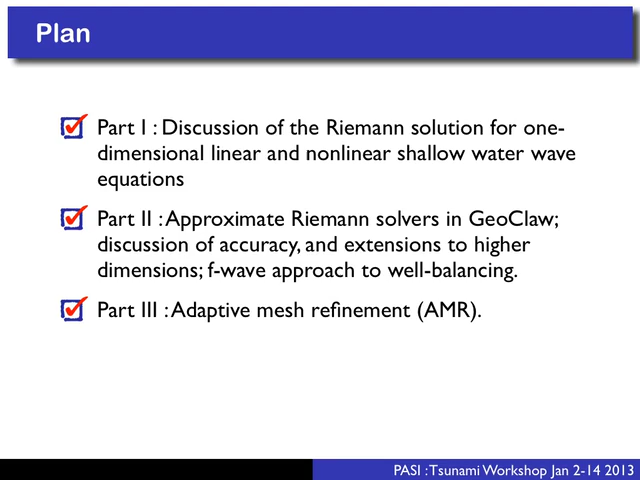 Plan
Part I : Discussion of the Riemann solution for one-
dimensional linear and nonlinear shallow water wave
equations
Part II : Approximate Riemann solvers in GeoClaw;
discussion of accuracy, and extensions to higher
dimensions; f-wave approach to well-balancing.
Part III : Adaptive mesh refinement (AMR).
PASI : Tsunami Workshop Jan 2-14 2013